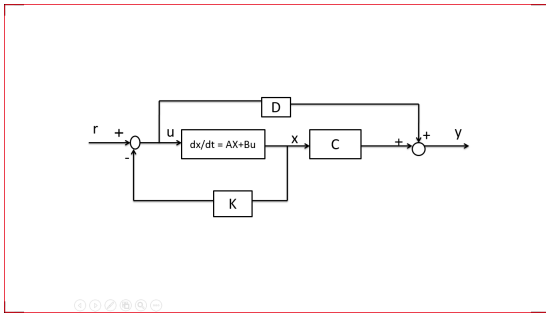 D
r + u dx/dt = AX+Bu x C + + y
-
K